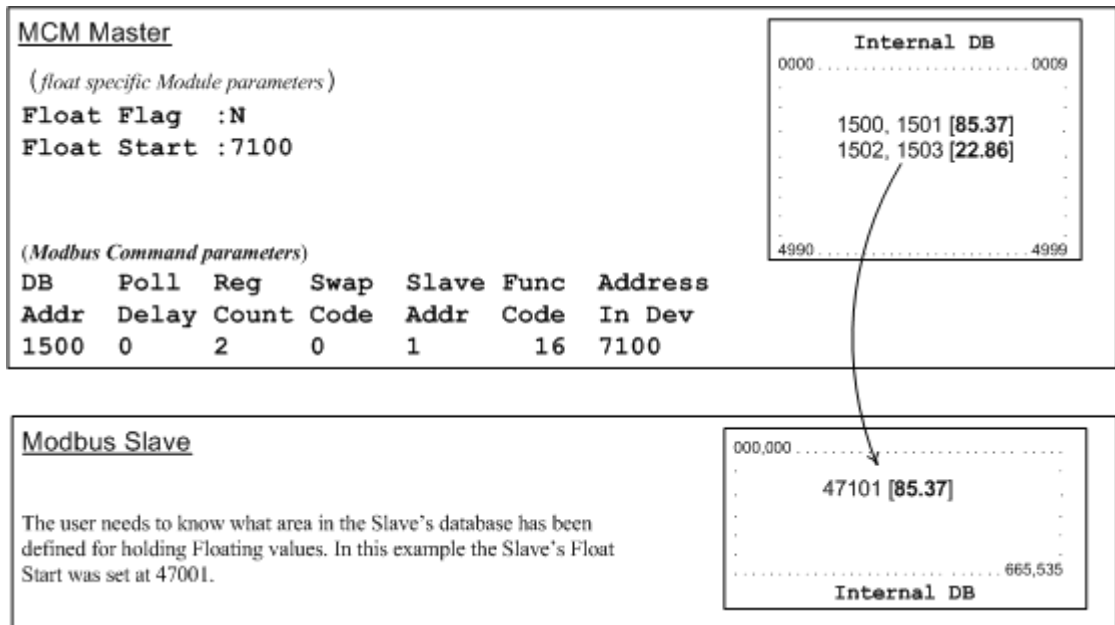 MCM Master
(float specific Module parameters)
Float Flag :N
Float Start :7100
Internal DB
0000 . . . . . . . . . . . . . . . . . . . . . . . 0009
1500, 1501 [85.37]
1502, 1503 [22.86]
4990 . . . . . . . . . . . . . . . . . . . . . . . 4999
(Modbus Command parameters)
DB Poll Reg Swap Slave Func Address
Addr Delay Count Code Addr Code In Dev
1500 0 2 0 1 16 7100
Modbus Slave
The user needs to know what area in the Slave's database has been
defined for holding Floating values. In this example the Slave's Float
Start was set at 47001.
000,000 . . . . . . . . . . . . . . . . . . . . . . .
47101 [85.37]
. . . . . . . . . . . . . . . . . . . . . . . 665,535
Internal DB